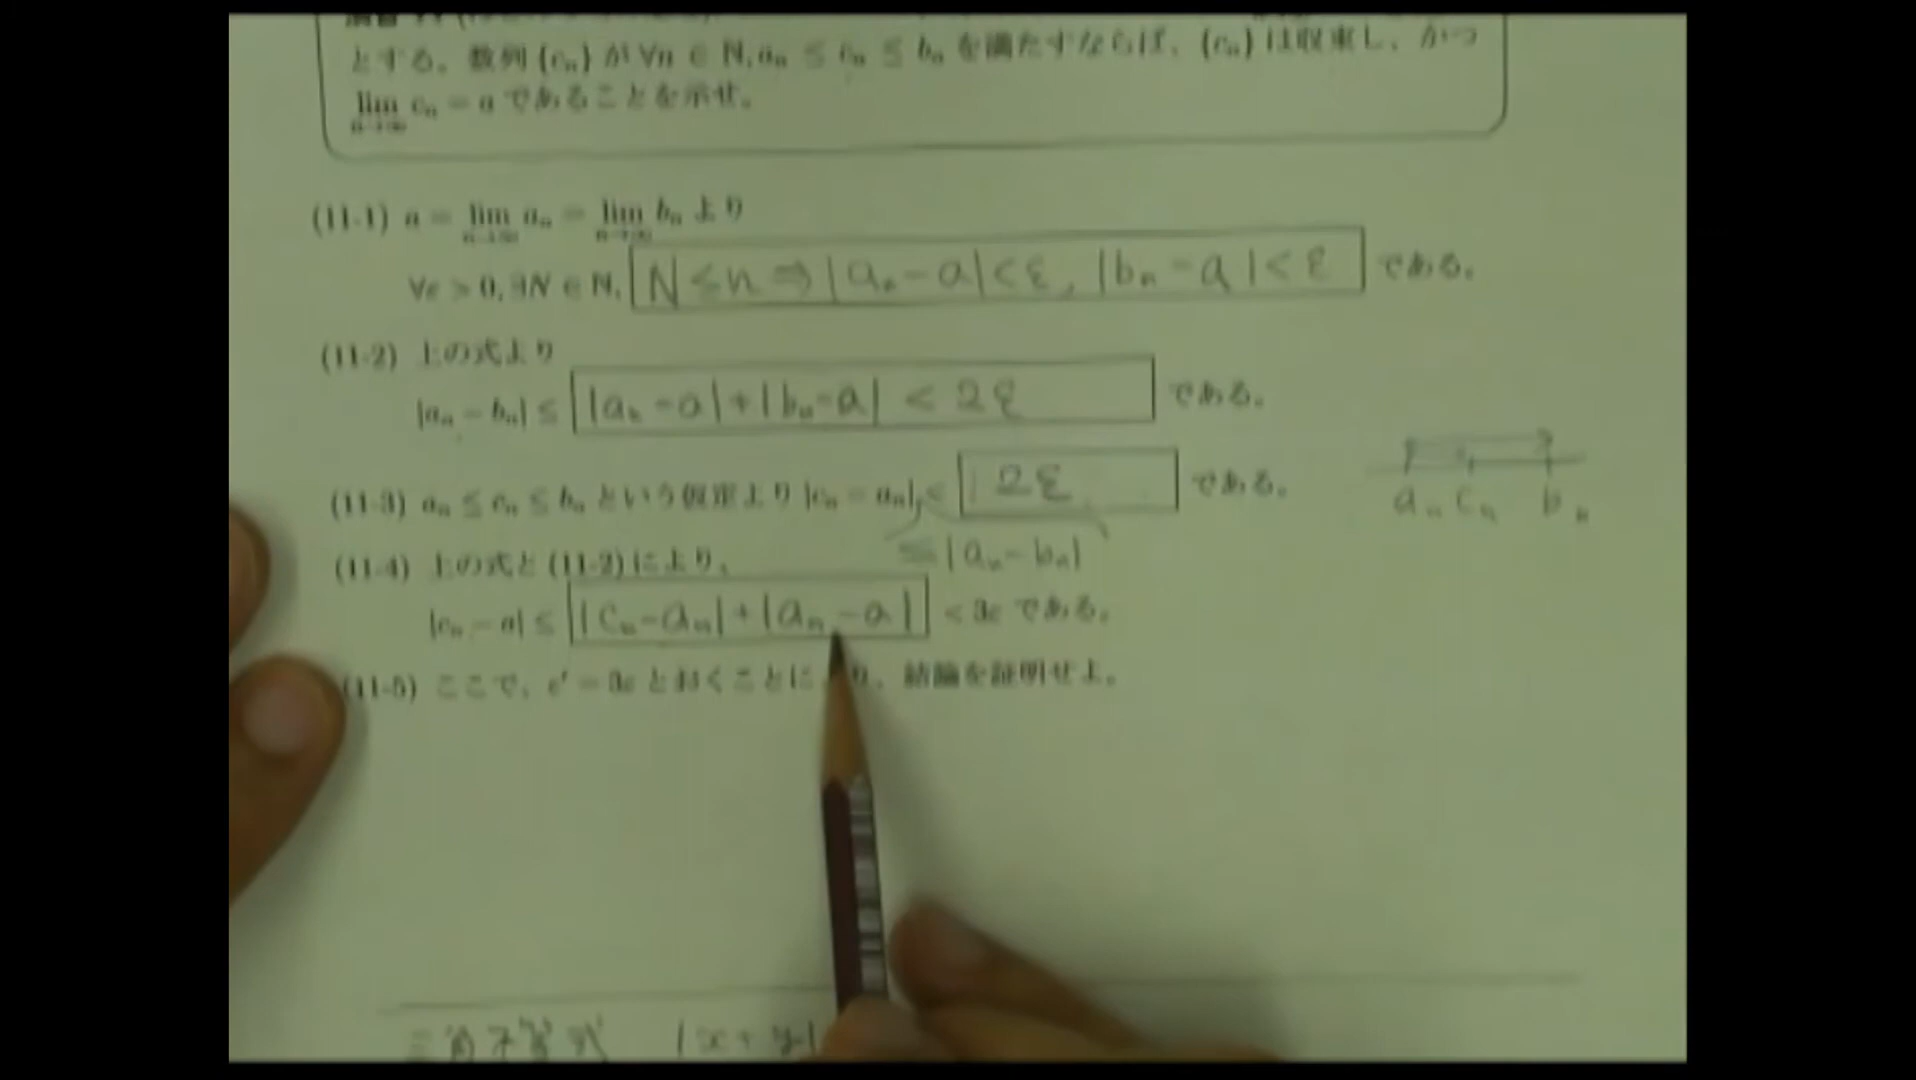 とする。数列 {cₙ} が ∀n ∈ N, aₙ ≤ cₙ ≤ bₙ を満たすならば、{cₙ} は収束し、かつ
lim n→∞ cₙ = a であることを示せ。
(11-1) a = lim n→∞ aₙ = lim n→∞ bₙ より
∀ε > 0, ∃N ∈ N, N ≤ n ⇒ |aₙ - a| < ε, |bₙ - a| < ε である。
(11-2) 上の式より
|aₙ - bₙ| ≤ |aₙ - a| + |bₙ - a| < 2ε である。
(11-3) aₙ ≤ cₙ ≤ bₙ という仮定より |cₙ - aₙ| < 2ε である。
≤ |aₙ - bₙ|
aₙ cₙ bₙ
(11-4) 上の式と (11-2) により、
|cₙ - a| ≤ |cₙ - aₙ| + |aₙ - a| < 3ε である。
(11-5) ここで、ε' = 3ε とおくことにより、結論を証明せよ。
三角不等式 |x + y|